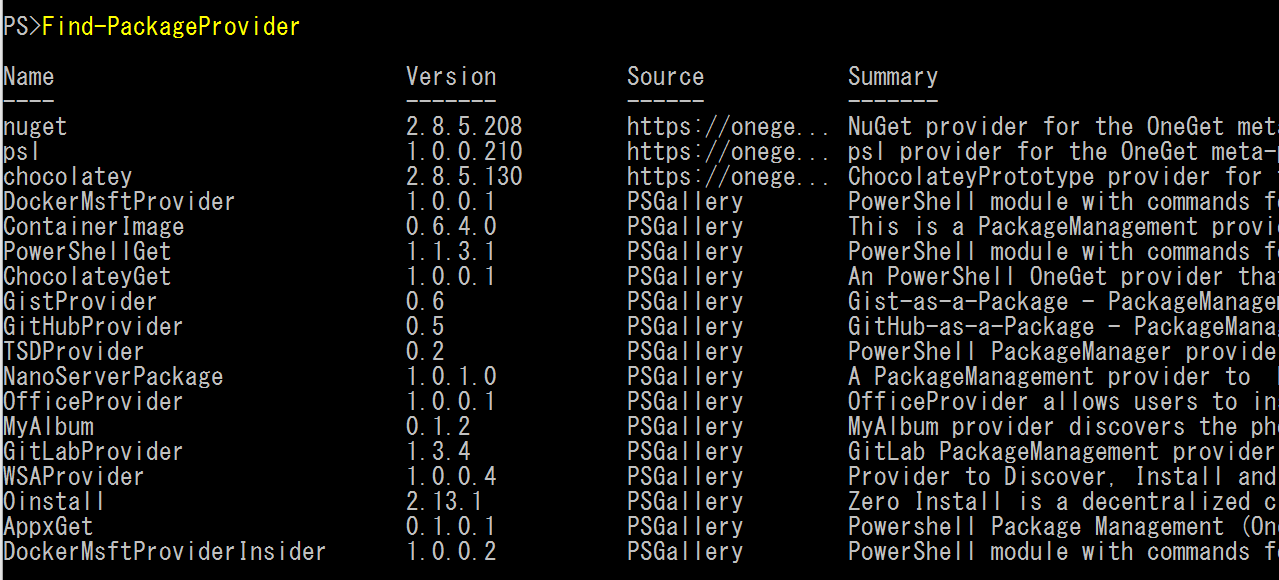 PS>Find-PackageProvider
Name Version Source Summary
---- ------- ------ -------
nuget 2.8.5.208 https://onege... NuGet provider for the OneGet meta
psl 1.0.0.210 https://onege... psl provider for the OneGet meta-
chocolatey 2.8.5.130 https://onege... ChocolateyPrototype provider for
DockerMsftProvider 1.0.0.1 PSGallery PowerShell module with commands fo
ContainerImage 0.6.4.0 PSGallery This is a PackageManagement provi
PowerShellGet 1.1.3.1 PSGallery PowerShell module with commands fo
ChocolateyGet 1.0.0.1 PSGallery An PowerShell OneGet provider that
GistProvider 0.6 PSGallery Gist-as-a-Package - PackageManagem
GitHubProvider 0.5 PSGallery GitHub-as-a-Package - PackageManag
TSDProvider 0.2 PSGallery PowerShell PackageManager provide
NanoServerPackage 1.0.1.0 PSGallery A PackageManagement provider to
OfficeProvider 1.0.0.1 PSGallery OfficeProvider allows users to in
MyAlbum 0.1.2 PSGallery MyAlbum provider discovers the pho
GitLabProvider 1.3.4 PSGallery GitLab PackageManagement provider
WSAProvider 1.0.0.4 PSGallery Provider to Discover, Install and
0install 2.13.1 PSGallery Zero Install is a decentralized c
AppxGet 0.1.0.1 PSGallery Powershell Package Management (On
DockerMsftProviderInsider 1.0.0.2 PSGallery PowerShell module with commands fo